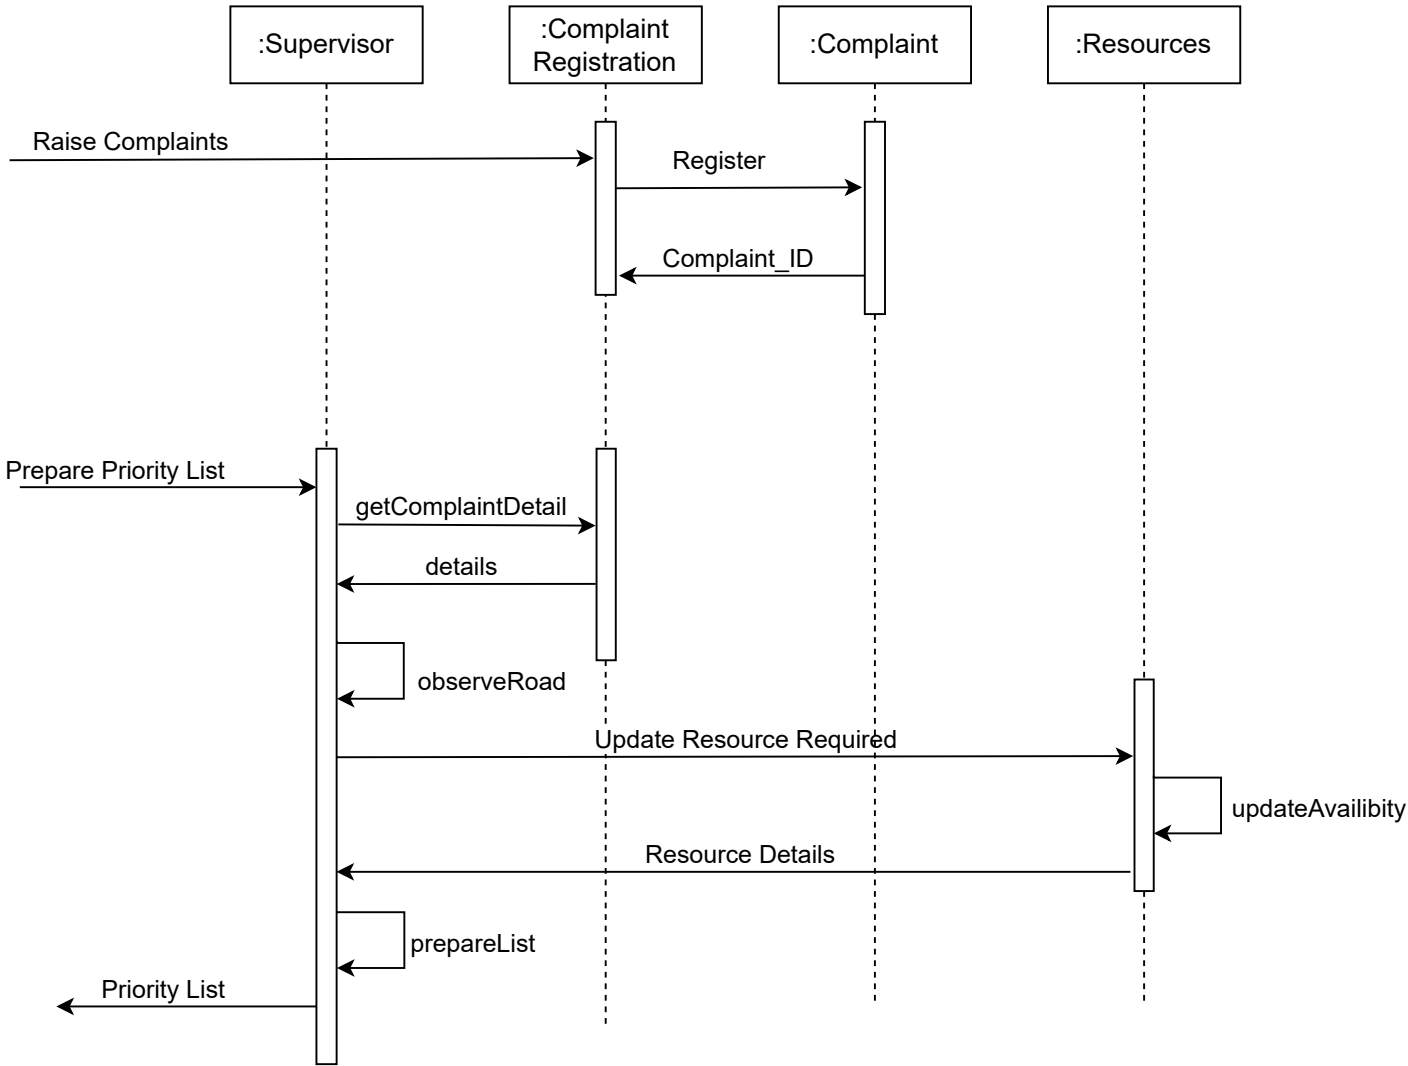 :Supervisor
:Complaint
Registration
:Complaint
:Resources
Raise Complaints
Register
Complaint_ID
Prepare Priority List
getComplaintDetail
details
observeRoad
Update Resource Required
updateAvailibity
Resource Details
prepareList
Priority List